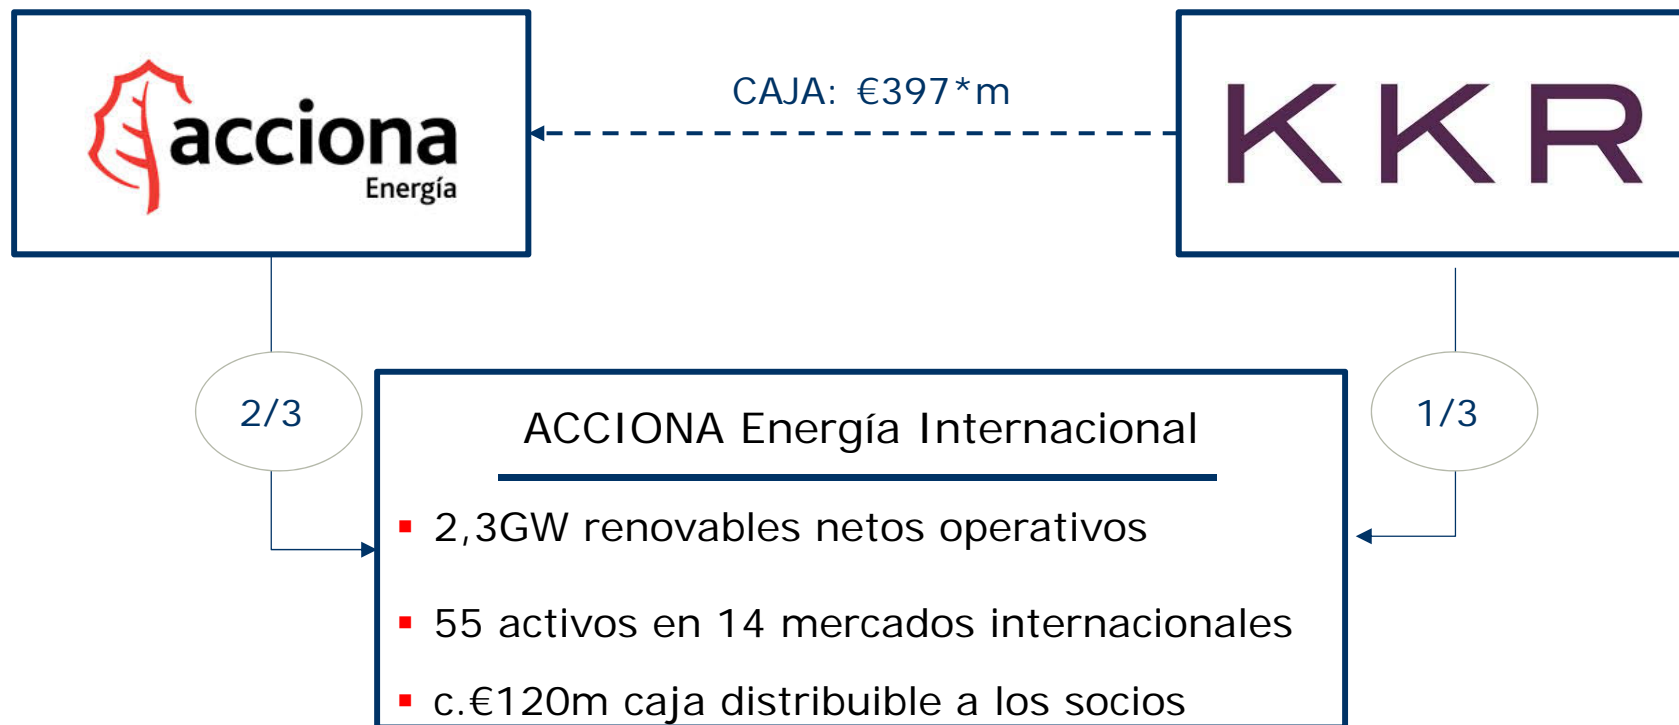 acciona
Energía
CAJA: €397*m
KKR
2/3
1/3
ACCIONA Energía Internacional
▪ 2,3GW renovables netos operativos
▪ 55 activos en 14 mercados internacionales
▪ c.€120m caja distribuible a los socios